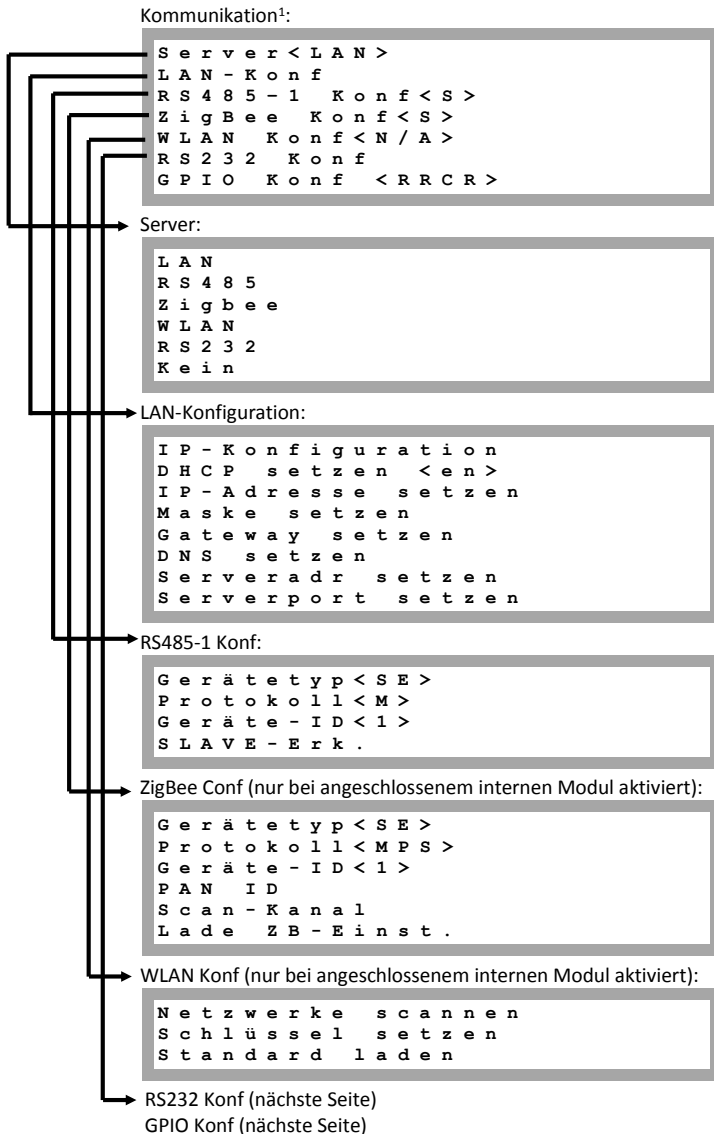 Kommunikation¹:
Server<LAN>
LAN-Konf
RS485-1 Konf<S>
ZigBee Konf<S>
WLAN Konf<N/A>
RS232 Konf
GPIO Konf <RRCR>
Server:
LAN
RS485
Zigbee
WLAN
RS232
Kein
LAN-Konfiguration:
IP-Konfiguration
DHCP setzen <en>
IP-Adresse setzen
Maske setzen
Gateway setzen
DNS setzen
Serveradr setzen
Serverport setzen
RS485-1 Konf:
Gerätetyp<SE>
Protokoll<M>
Geräte-ID<1>
SLAVE-Erk.
ZigBee Conf (nur bei angeschlossenem internen Modul aktiviert):
Gerätetyp<SE>
Protokoll<MPS>
Geräte-ID<1>
PAN ID
Scan-Kanal
Lade ZB-Einst.
WLAN Konf (nur bei angeschlossenem internen Modul aktiviert):
Netzwerke scannen
Schlüssel setzen
Standard laden
RS232 Konf (nächste Seite)
GPIO Konf (nächste Seite)